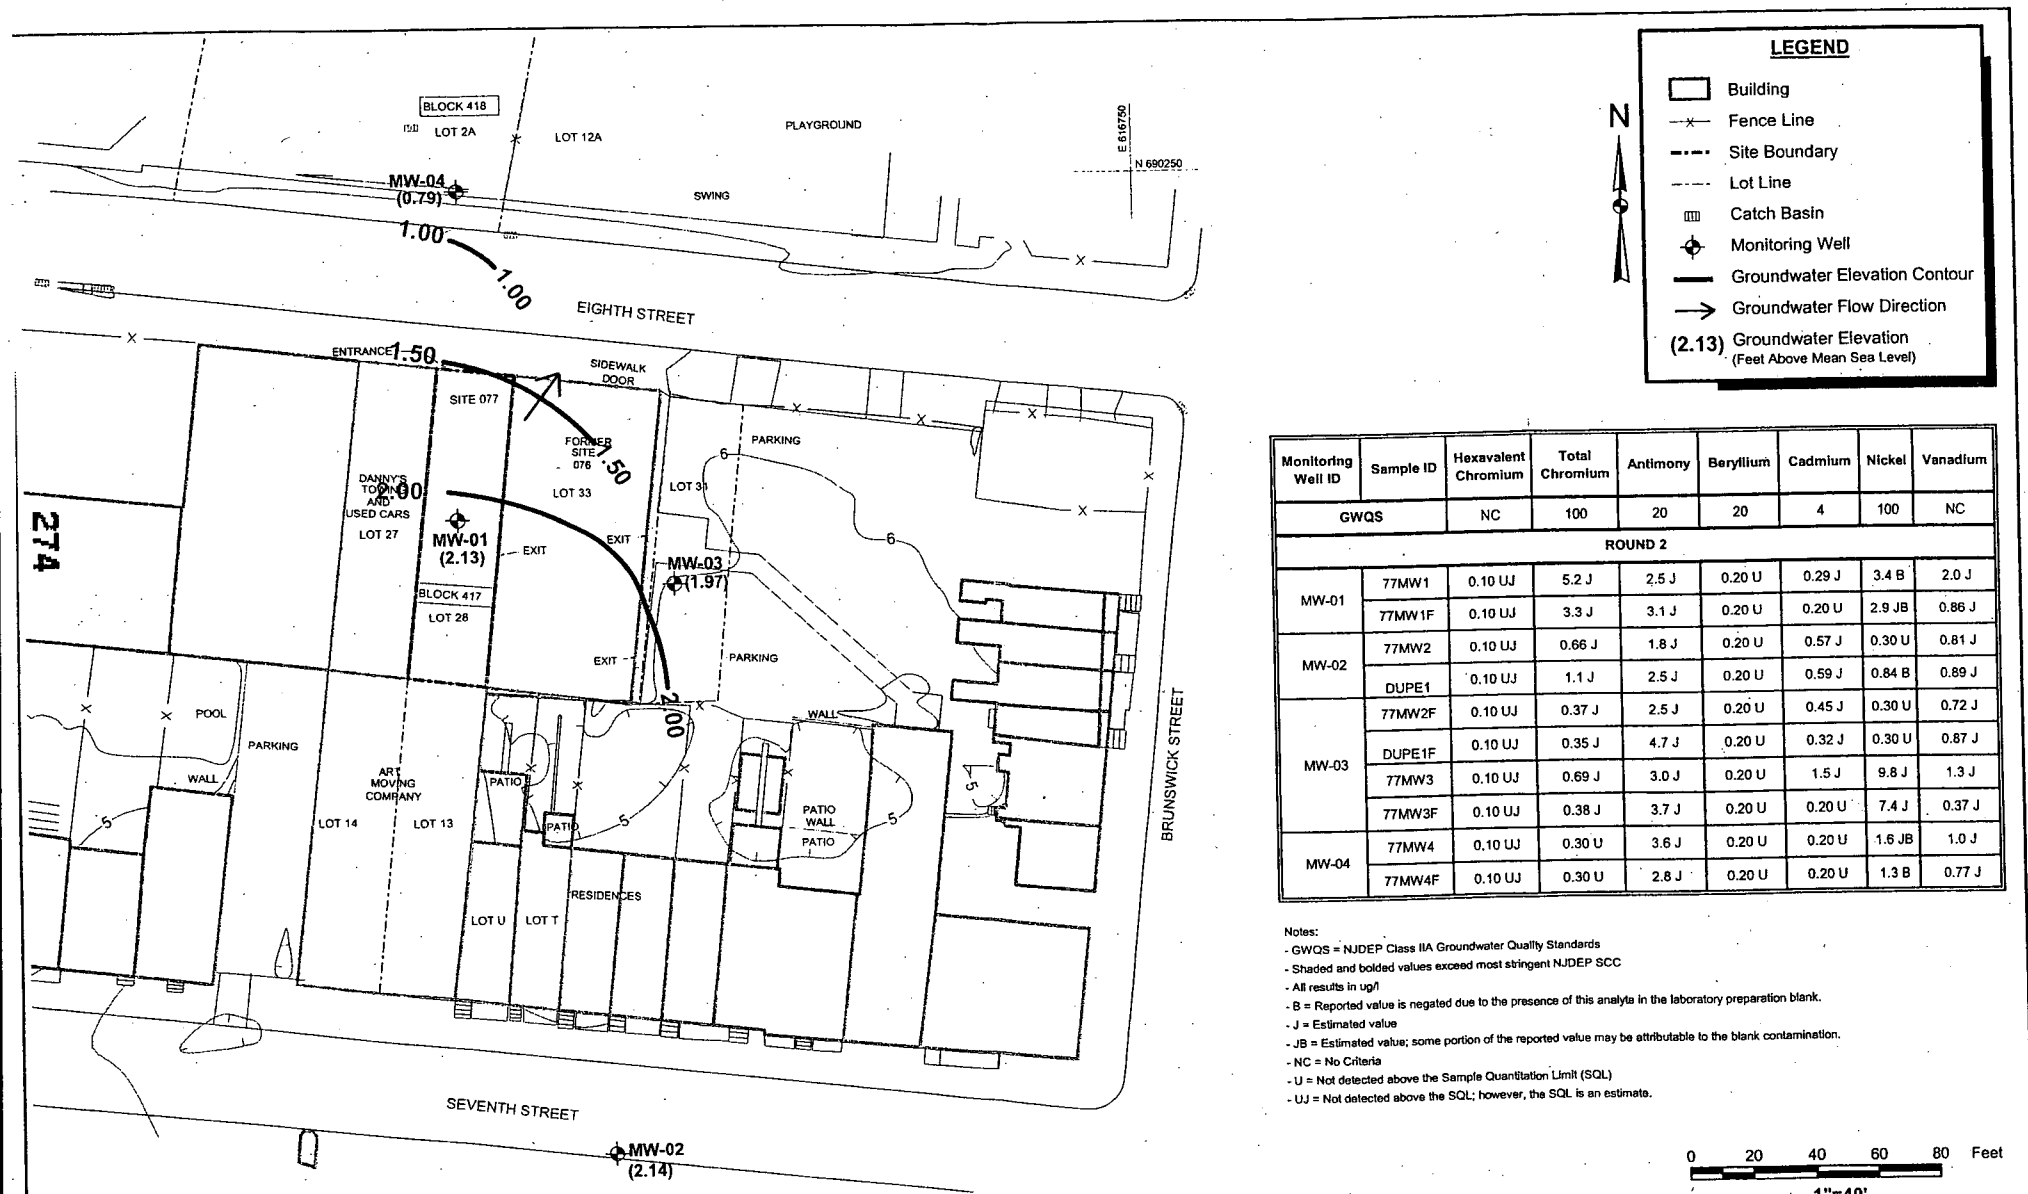 LEGEND
Building
Fence Line
Site Boundary
Lot Line
Catch Basin
Monitoring Well
Groundwater Elevation Contour
Groundwater Flow Direction
(2.13) Groundwater Elevation
(Feet Above Mean Sea Level)
N
E 616750
N 690250
BLOCK 418
LOT 2A
LOT 12A
PLAYGROUND
SWING
MW-04
(0.79)
1.00
1.00
EIGHTH STREET
ENTRANCE
1.50
SIDEWALK
DOOR
SITE 077
FORMER
SITE
076
1.50
LOT 33
PARKING
6
LOT 31
6
DANNY'S
TOWING
AND
USED CARS
LOT 27
2.00
MW-01
(2.13)
EXIT
EXIT
MW-03
(1.97)
BLOCK 417
LOT 28
EXIT
PARKING
2.00
274
POOL
PARKING
WALL
5
ART
MOVING
COMPANY
LOT 14
LOT 13
PATIO
PATIO
5
WALL
PATIO
WALL
PATIO
5
5
RESIDENCES
LOT U
LOT T
BRUNSWICK STREET
SEVENTH STREET
MW-02
(2.14)
Monitoring Well ID Sample ID Hexavalent Chromium Total Chromium Antimony Beryllium Cadmium Nickel Vanadium
GWQS NC 100 20 20 4 100 NC
ROUND 2
MW-01 77MW1 0.10 UJ 5.2 J 2.5 J 0.20 U 0.29 J 3.4 B 2.0 J
77MW1F 0.10 UJ 3.3 J 3.1 J 0.20 U 0.20 U 2.9 JB 0.86 J
MW-02 77MW2 0.10 UJ 0.66 J 1.8 J 0.20 U 0.57 J 0.30 U 0.81 J
DUPE1 0.10 UJ 1.1 J 2.5 J 0.20 U 0.59 J 0.84 B 0.89 J
MW-03 77MW2F 0.10 UJ 0.37 J 2.5 J 0.20 U 0.45 J 0.30 U 0.72 J
DUPE1F 0.10 UJ 0.35 J 4.7 J 0.20 U 0.32 J 0.30 U 0.87 J
77MW3 0.10 UJ 0.69 J 3.0 J 0.20 U 1.5 J 9.8 J 1.3 J
77MW3F 0.10 UJ 0.38 J 3.7 J 0.20 U 0.20 U 7.4 J 0.37 J
MW-04 77MW4 0.10 UJ 0.30 U 3.6 J 0.20 U 0.20 U 1.6 JB 1.0 J
77MW4F 0.10 UJ 0.30 U 2.8 J 0.20 U 0.20 U 1.3 B 0.77 J
Notes:
- GWQS = NJDEP Class IIA Groundwater Quality Standards
- Shaded and bolded values exceed most stringent NJDEP SCC
- All results in ug/l
- B = Reported value is negated due to the presence of this analyte in the laboratory preparation blank.
- J = Estimated value
- JB = Estimated value; some portion of the reported value may be attributable to the blank contamination.
- NC = No Criteria
- U = Not detected above the Sample Quantitation Limit (SQL)
- UJ = Not detected above the SQL; however, the SQL is an estimate.
0 20 40 60 80 Feet
1"=40'